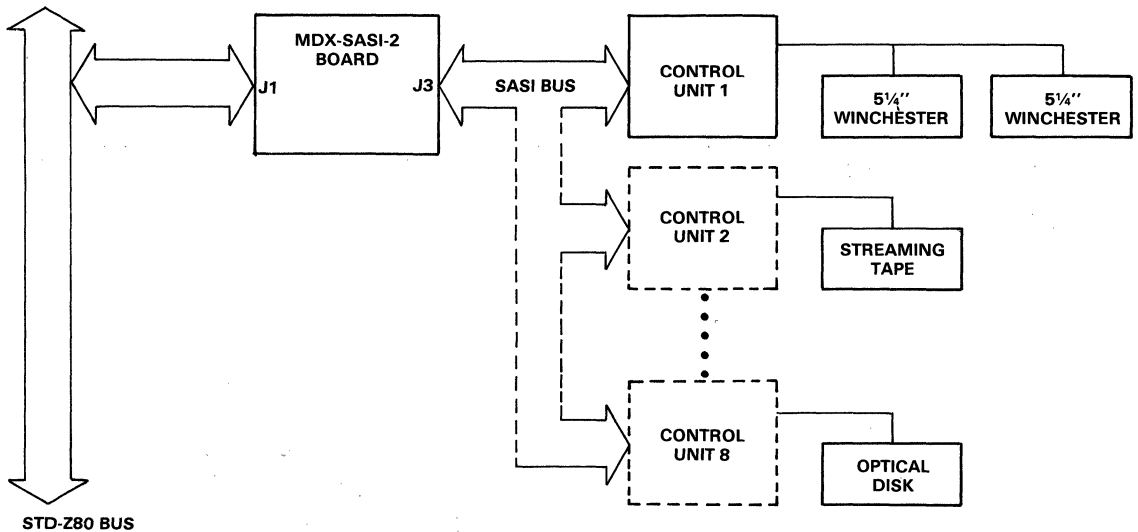 MDX-SASI-2
BOARD
J1
J3
SASI BUS
CONTROL
UNIT 1
5¼″
WINCHESTER
5¼″
WINCHESTER
CONTROL
UNIT 2
STREAMING
TAPE
CONTROL
UNIT 8
OPTICAL
DISK
STD-Z80 BUS